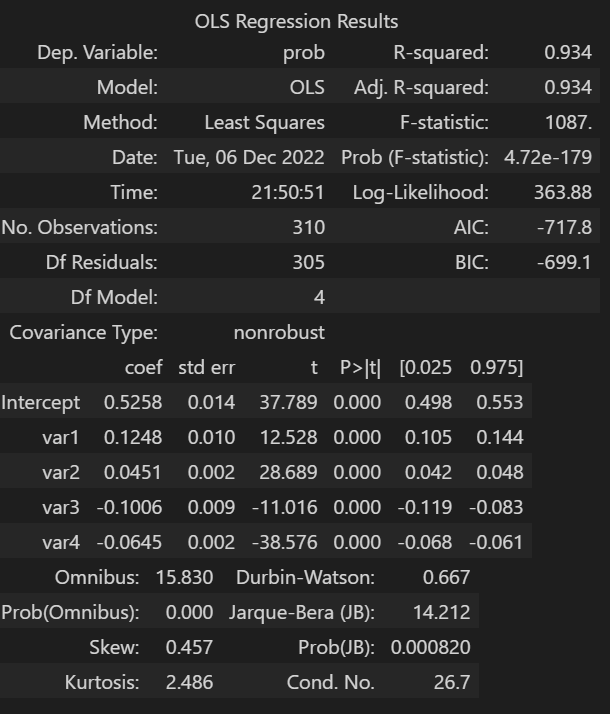 OLS Regression Results
Dep. Variable: prob R-squared: 0.934
Model: OLS Adj. R-squared: 0.934
Method: Least Squares F-statistic: 1087.
Date: Tue, 06 Dec 2022 Prob (F-statistic): 4.72e-179
Time: 21:50:51 Log-Likelihood: 363.88
No. Observations: 310 AIC: -717.8
Df Residuals: 305 BIC: -699.1
Df Model: 4
Covariance Type: nonrobust
coef std err t P>|t| [0.025 0.975]
Intercept 0.5258 0.014 37.789 0.000 0.498 0.553
var1 0.1248 0.010 12.528 0.000 0.105 0.144
var2 0.0451 0.002 28.689 0.000 0.042 0.048
var3 -0.1006 0.009 -11.016 0.000 -0.119 -0.083
var4 -0.0645 0.002 -38.576 0.000 -0.068 -0.061
Omnibus: 15.830 Durbin-Watson: 0.667
Prob(Omnibus): 0.000 Jarque-Bera (JB): 14.212
Skew: 0.457 Prob(JB): 0.000820
Kurtosis: 2.486 Cond. No. 26.7